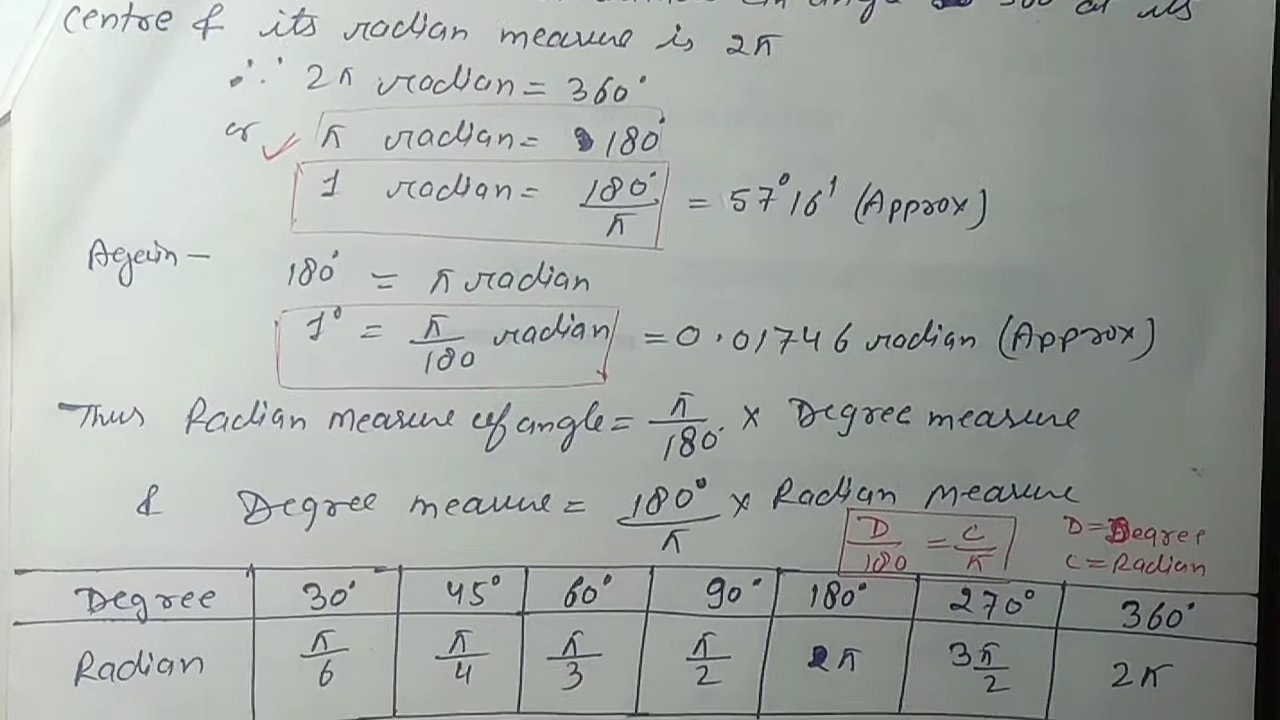 centre & its radian measure is 2π
∴ 2π radian = 360°
or π radian = 180°
1 radian = 180°/π = 57°16' (Approx)
Again –
180° = π radian
1° = π/180 radian = 0.01746 radian (Approx)
Thus Radian measure of angle = π/180° × Degree measure
& Degree measure = 180°/π × Radian measure
D/180 = C/π
D = Degree
C = Radian
Degree 30° 45° 60° 90° 180° 270° 360°
Radian π/6 π/4 π/3 π/2 π 3π/2 2π